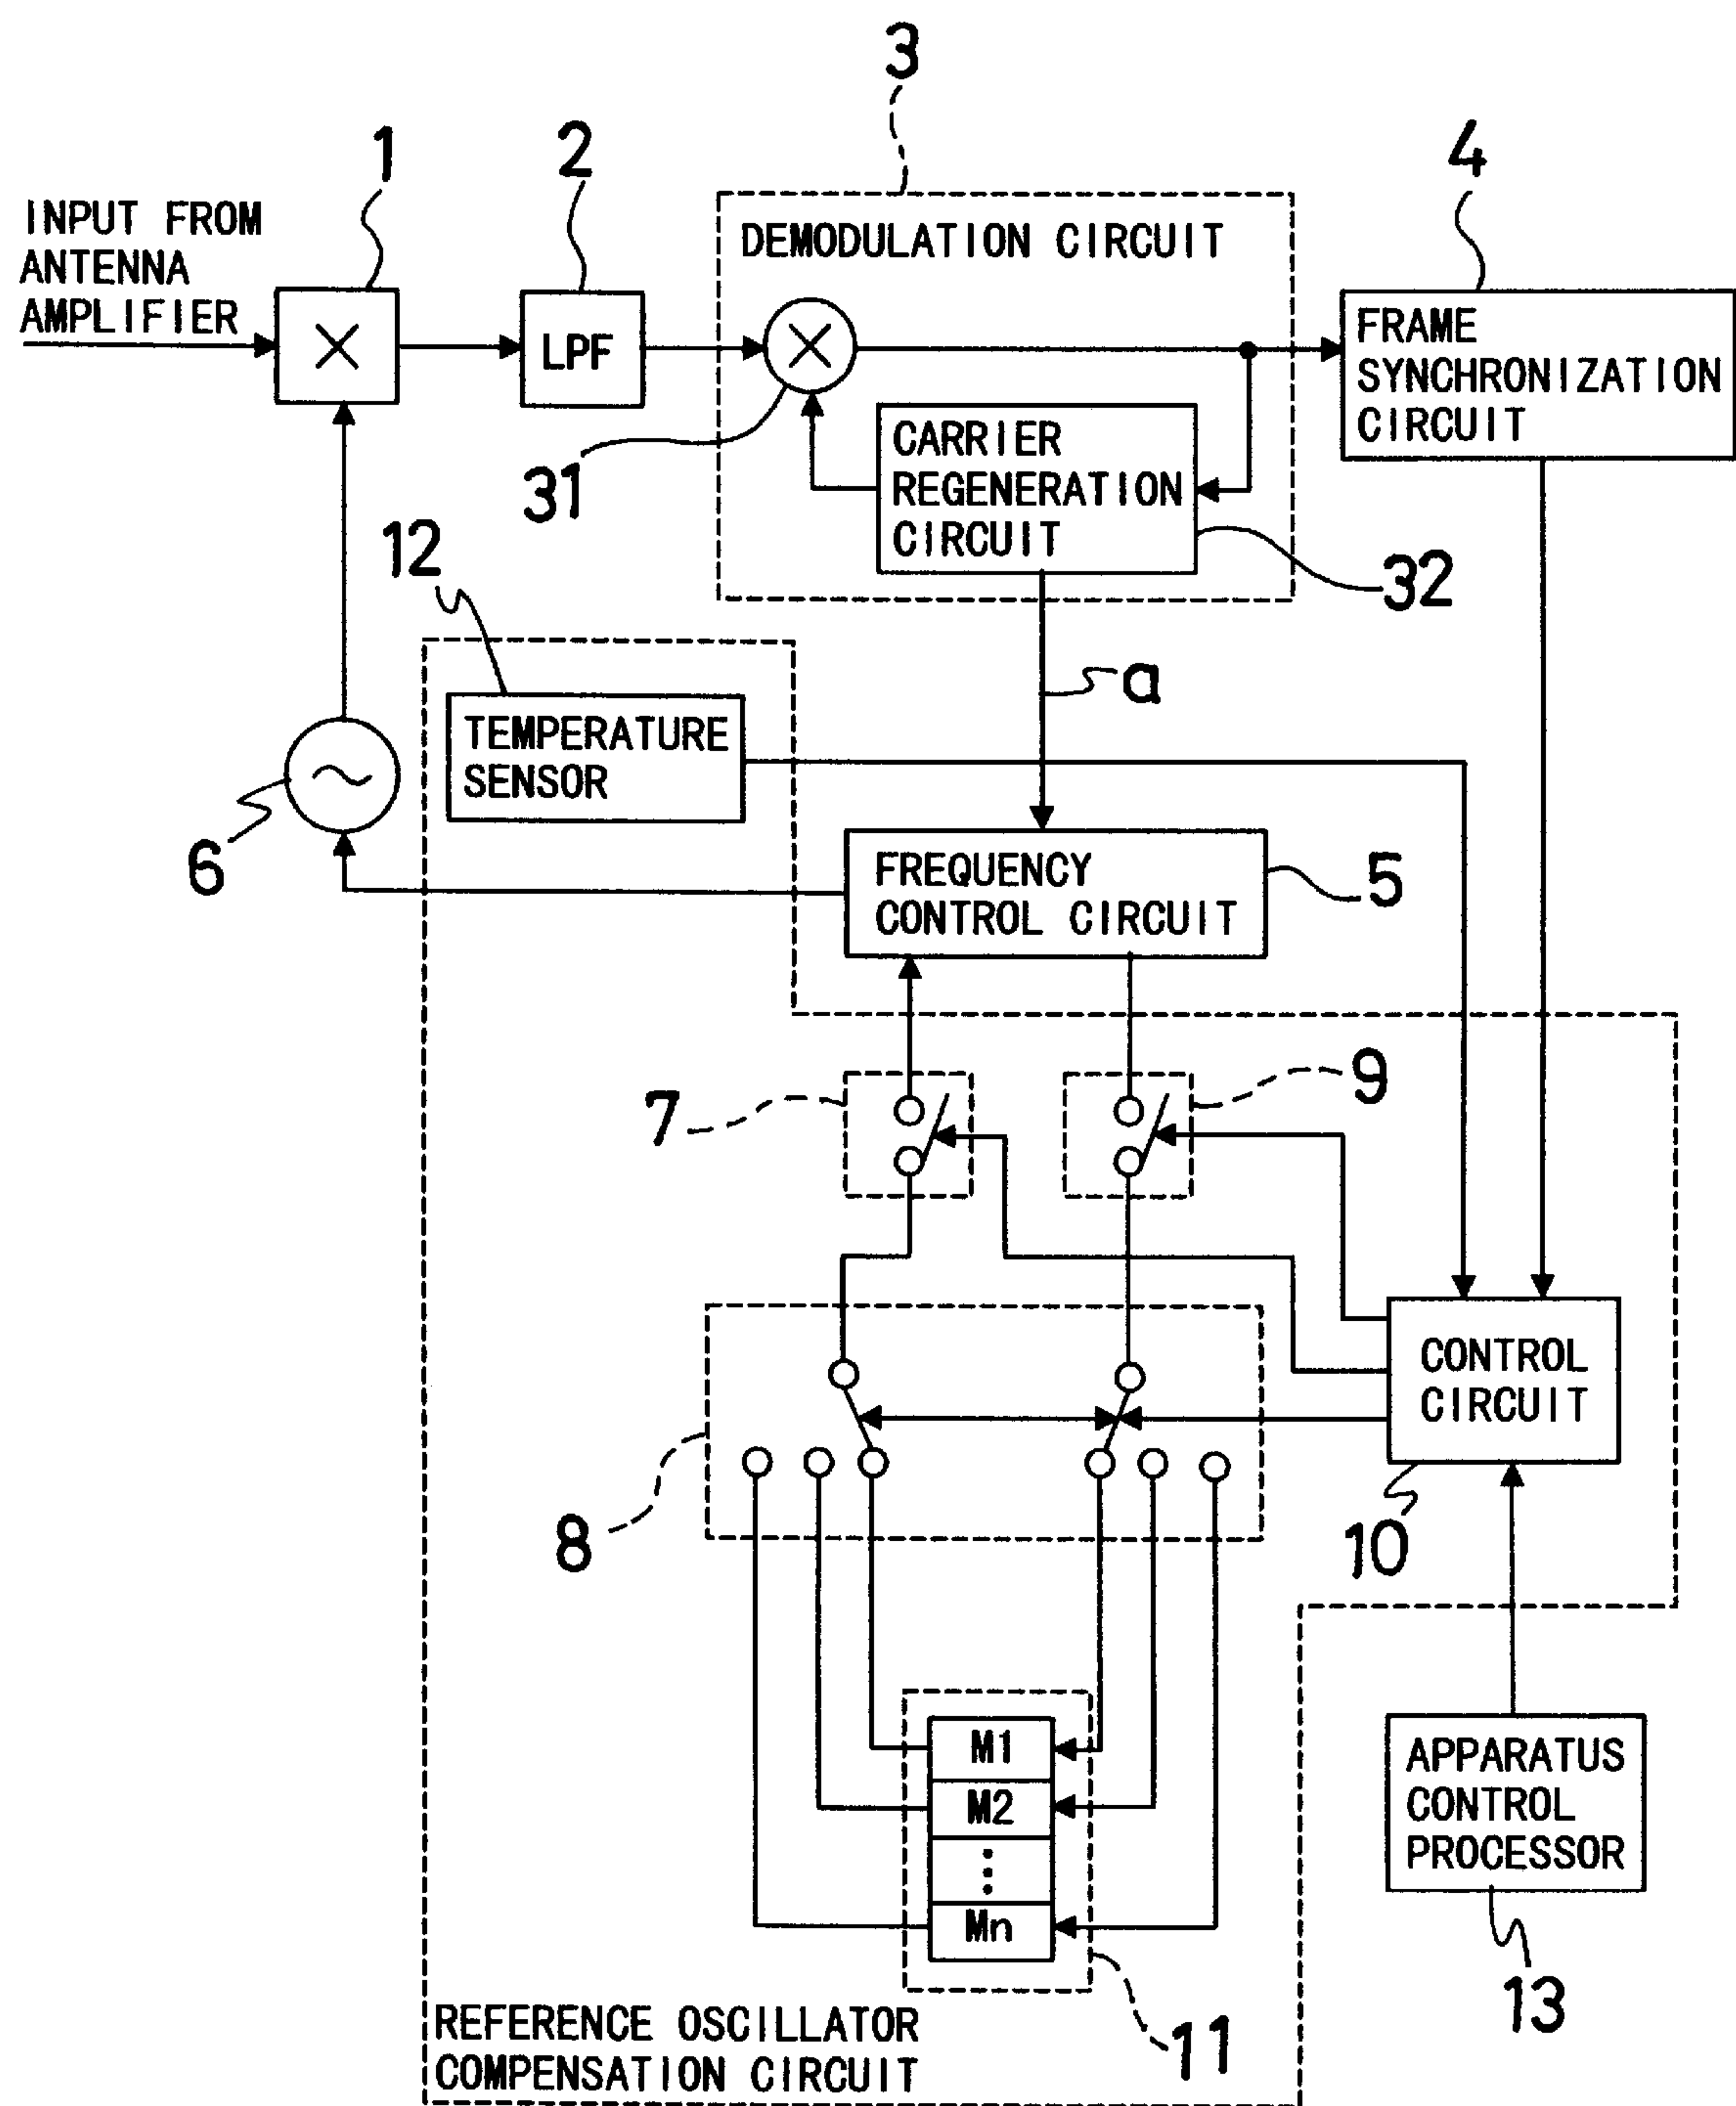 3
1
2
4
INPUT FROM
ANTENNA
AMPLIFIER
DEMODULATION CIRCUIT
LPF
FRAME
SYNCHRONIZATION
CIRCUIT
31
CARRIER
REGENERATION
CIRCUIT
32
12
a
TEMPERATURE
SENSOR
6
FREQUENCY
CONTROL CIRCUIT
5
7
9
CONTROL
CIRCUIT
8
10
M1
M2
Mn
APPARATUS
CONTROL
PROCESSOR
13
11
REFERENCE OSCILLATOR
COMPENSATION CIRCUIT